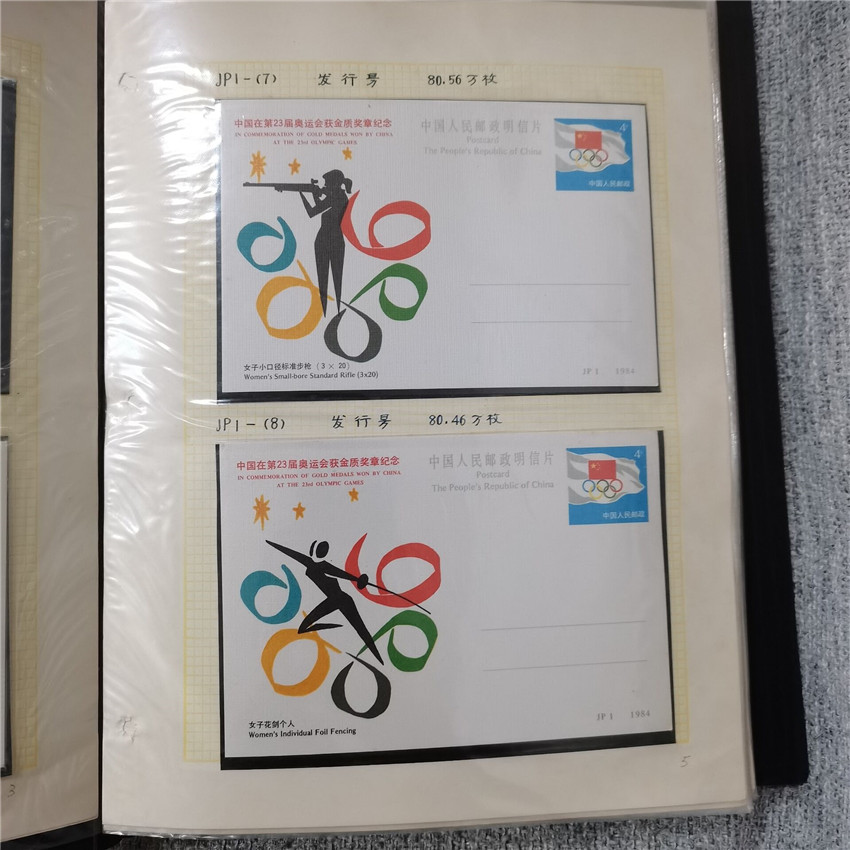 JP1-(7) 发行量 80.56万枚
中国在第23届奥运会获金质奖章纪念
IN COMMEMORATION OF GOLD MEDALS WON BY CHINA
AT THE 23rd OLYMPIC GAMES
中国人民邮政明信片
Postcard
The People's Republic of China
4分
中国人民邮政
女子小口径标准步枪（3 × 20）
Women's Small-bore Standard Rifle (3x20)
JP 1 1984
JP1-(8) 发行量 80.46万枚
中国在第23届奥运会获金质奖章纪念
IN COMMEMORATION OF GOLD MEDALS WON BY CHINA
AT THE 23rd OLYMPIC GAMES
中国人民邮政明信片
Postcard
The People's Republic of China
4分
中国人民邮政
女子花剑个人
Women's Individual Foil Fencing
JP 1 1984
5
3